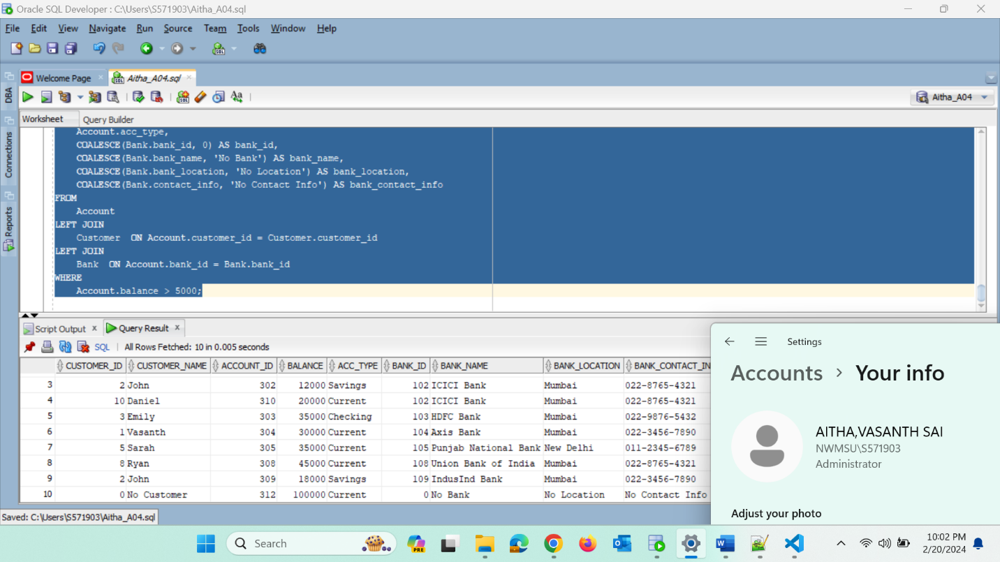 Oracle SQL Developer : C:\Users\S571903\Aitha_A04.sql
File Edit View Navigate Run Source Team Tools Window Help
Welcome Page Aitha_A04.sql
Aitha_A04
Worksheet Query Builder
DBA
Connections
Reports
Account.acc_type,
COALESCE(Bank.bank_id, 0) AS bank_id,
COALESCE(Bank.bank_name, 'No Bank') AS bank_name,
COALESCE(Bank.bank_location, 'No Location') AS bank_location,
COALESCE(Bank.contact_info, 'No Contact Info') AS bank_contact_info
FROM
Account
LEFT JOIN
Customer ON Account.customer_id = Customer.customer_id
LEFT JOIN
Bank ON Account.bank_id = Bank.bank_id
WHERE
Account.balance > 5000;
Script Output x Query Result x
SQL | All Rows Fetched: 10 in 0.005 seconds
CUSTOMER_ID CUSTOMER_NAME ACCOUNT_ID BALANCE ACC_TYPE BANK_ID BANK_NAME BANK_LOCATION BANK_CONTACT_IN
3 2 John 302 12000 Savings 102 ICICI Bank Mumbai 022-8765-4321
4 10 Daniel 310 20000 Current 102 ICICI Bank Mumbai 022-8765-4321
5 3 Emily 303 35000 Checking 103 HDFC Bank Mumbai 022-9876-5432
6 1 Vasanth 304 30000 Current 104 Axis Bank Mumbai 022-3456-7890
7 5 Sarah 305 35000 Current 105 Punjab National Bank New Delhi 011-2345-6789
8 8 Ryan 308 45000 Current 108 Union Bank of India Mumbai 022-8765-4321
9 2 John 309 18000 Savings 109 IndusInd Bank Mumbai 022-3456-7890
10 0 No Customer 312 100000 Current 0 No Bank No Location No Contact Info
Saved: C:\Users\S571903\Aitha_A04.sql
Settings
Accounts > Your info
AITHA,VASANTH SAI
NWMSU\S571903
Administrator
Adjust your photo
Search
PRE
10:02 PM
2/20/2024